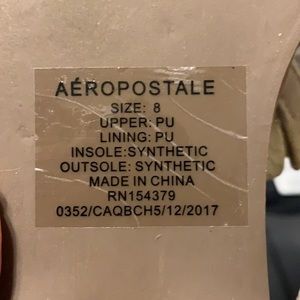 AÉROPOSTALE
SIZE: 8
UPPER: PU
LINING: PU
INSOLE:SYNTHETIC
OUTSOLE: SYNTHETIC
MADE IN CHINA
RN154379
0352/CAQBCH5/12/2017